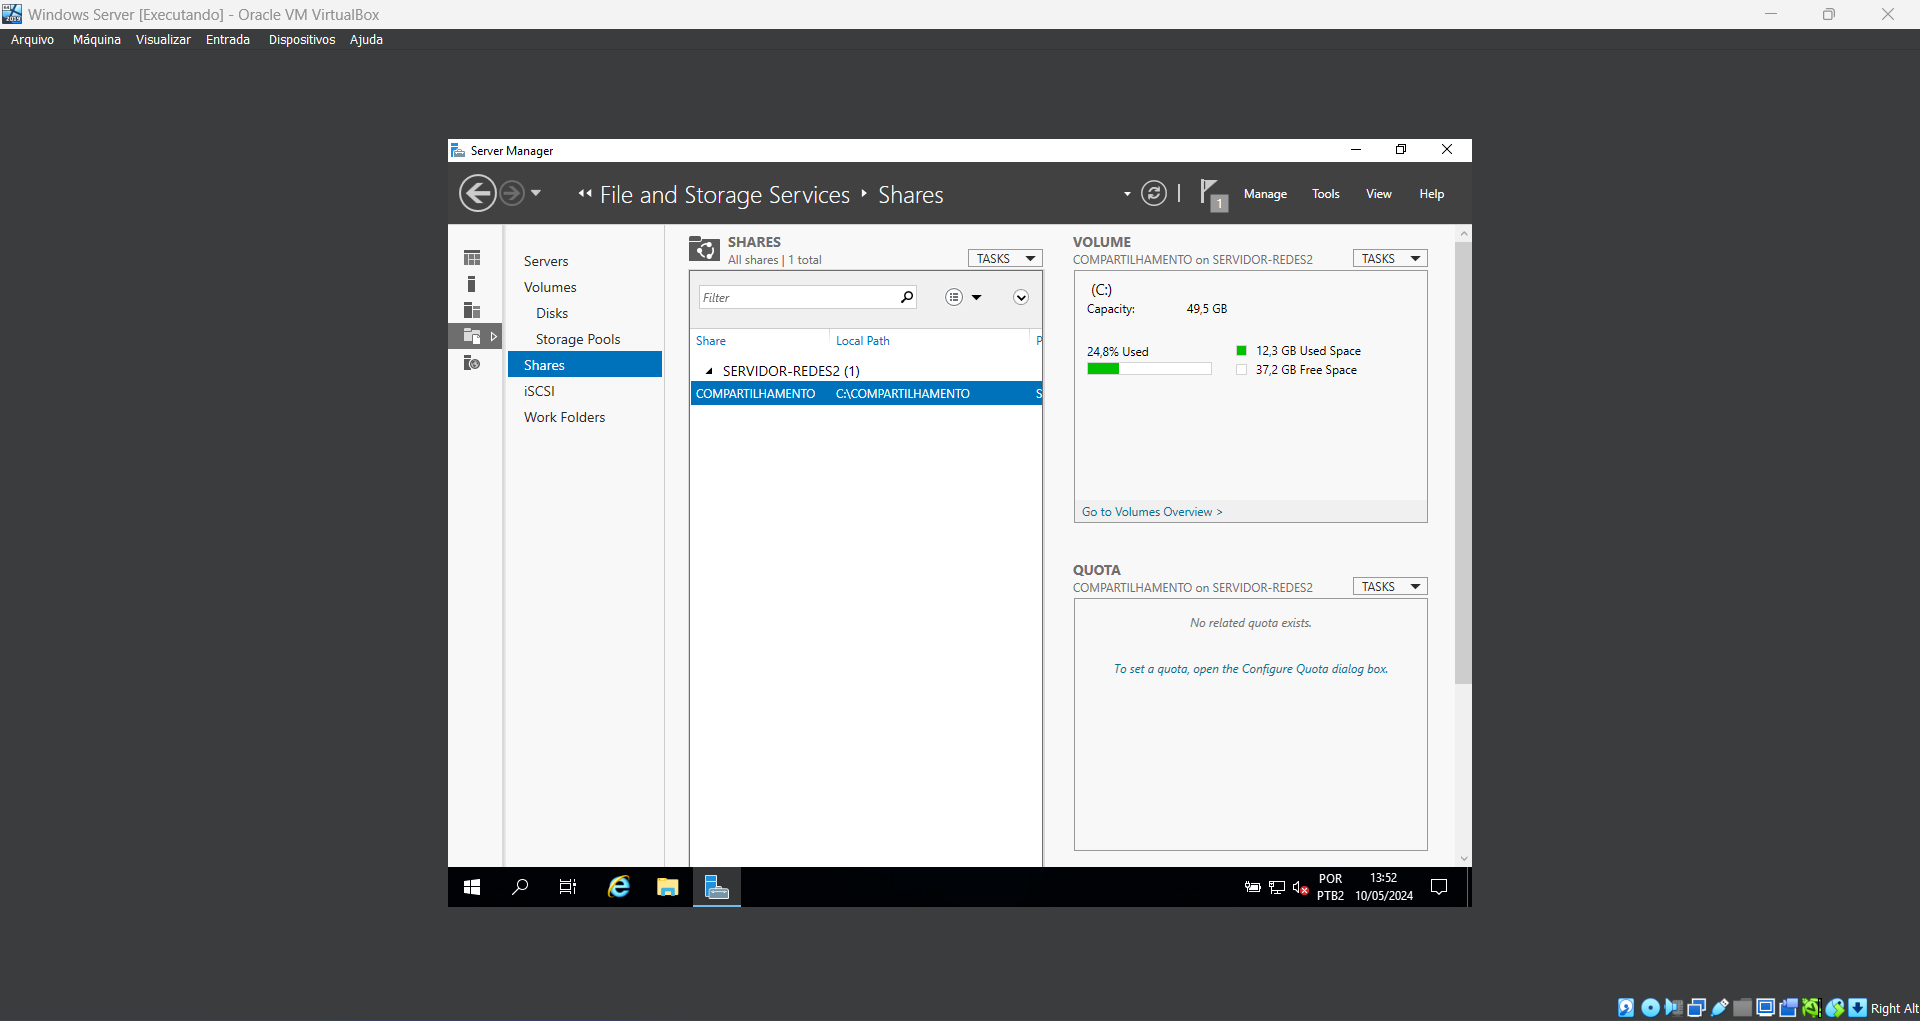 Windows Server [Executando] - Oracle VM VirtualBox
Arquivo Máquina Visualizar Entrada Dispositivos Ajuda
Server Manager
File and Storage Services Shares
1
Manage Tools View Help
Servers
Volumes
Disks
Storage Pools
Shares
iSCSI
Work Folders
SHARES
All shares | 1 total
TASKS
Filter
Share Local Path P
SERVIDOR-REDES2 (1)
COMPARTILHAMENTO C:\COMPARTILHAMENTO S
VOLUME
COMPARTILHAMENTO on SERVIDOR-REDES2
TASKS
(C:)
Capacity: 49,5 GB
24,8% Used
12,3 GB Used Space
37,2 GB Free Space
Go to Volumes Overview >
QUOTA
COMPARTILHAMENTO on SERVIDOR-REDES2
TASKS
No related quota exists.
To set a quota, open the Configure Quota dialog box.
POR
PTB2
13:52
10/05/2024
Right Alt